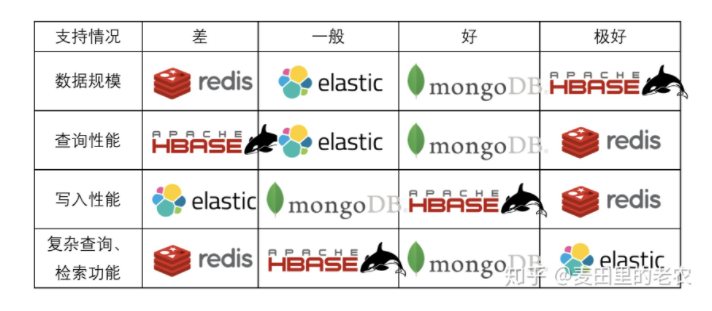 支持情况 差 一般 好 极好
数据规模 redis elastic mongoDB. APACHE HBASE
查询性能 APACHE HBASE elastic mongoDB. redis
写入性能 elastic mongoDB. APACHE HBASE redis
复杂查询、
检索功能 redis APACHE HBASE mongoDB. elastic
知乎 @麦田里的老农